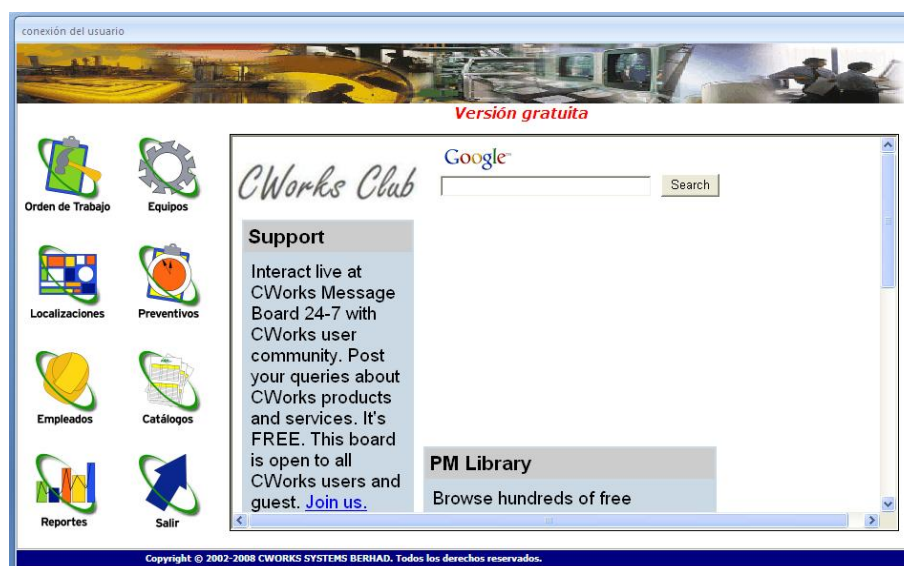 conexión del usuario
Versión gratuita
Orden de Trabajo
Equipos
Localizaciones
Preventivos
Empleados
Catálogos
Reportes
Salir
CWorks Club
Google
Search
Support
Interact live at
CWorks Message
Board 24-7 with
CWorks user
community. Post
your queries about
CWorks products
and services. It's
FREE. This board
is open to all
CWorks users and
guest. Join us.
PM Library
Browse hundreds of free
Copyright © 2002-2008 CWORKS SYSTEMS BERHAD. Todos los derechos reservados.